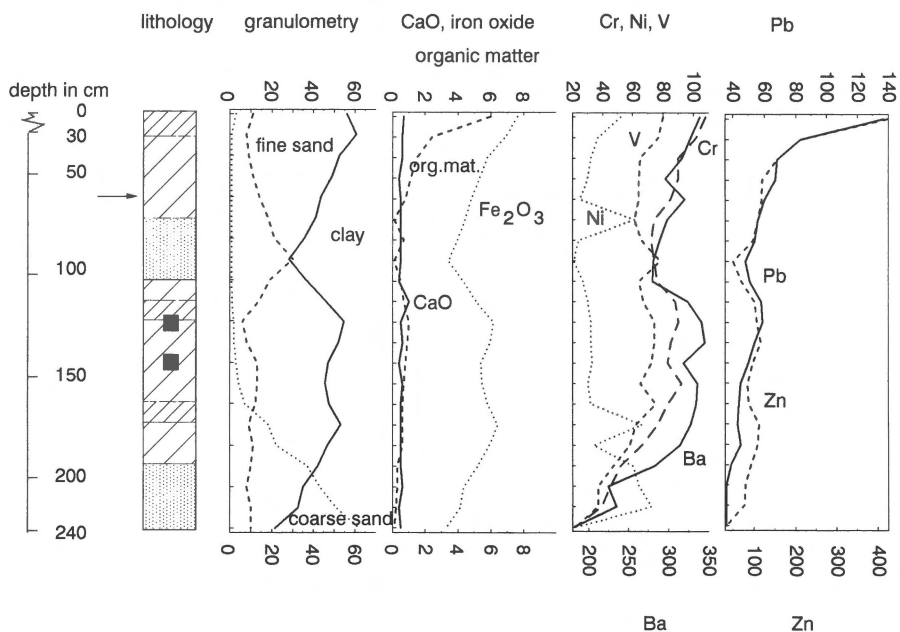 lithology granulometry CaO, iron oxide Cr, Ni, V Pb
organic matter
depth in cm
0 20 40 60
0 2 4 6 8
20 40 60 80 100
40 60 80 100 120 140
0
30
50
100
150
200
240
fine sand
clay
coarse sand
org.mat.
Fe2O3
CaO
V
Cr
Ni
Ba
Pb
Zn
0 20 40 60
0 2 4 6 8
200 250 300 350
100 200 300 400
Ba Zn